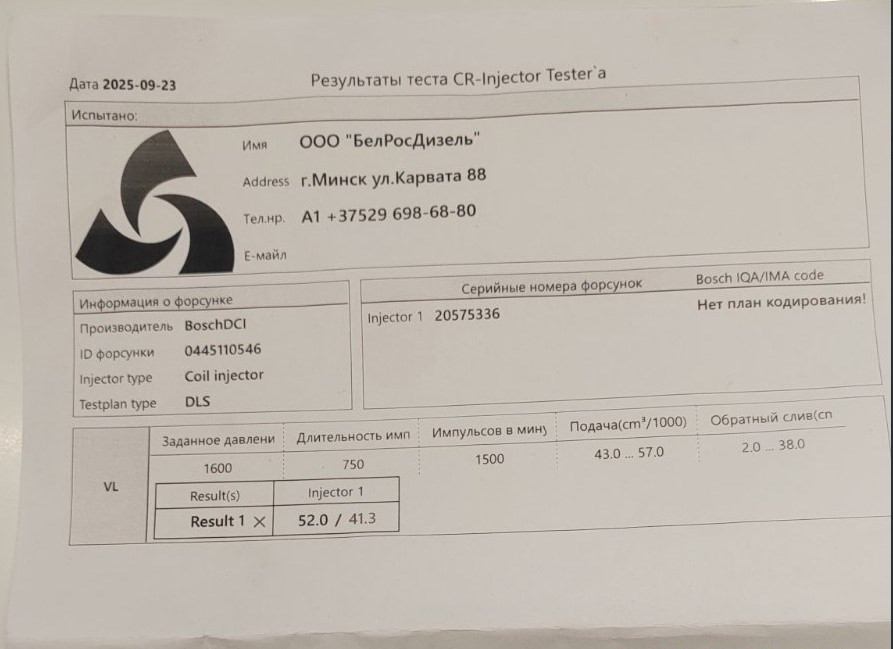 Дата 2025-09-23
Результаты теста CR-Injector Tester`a
Испытано:
Имя ООО "БелРосДизель"
Address г.Минск ул.Карвата 88
Тел.нр. А1 +37529 698-68-80
Е-майл
Информация о форсунке
Производитель BoschDCI
ID форсунки 0445110546
Injector type Coil injector
Testplan type DLS
Серийные номера форсунок Bosch IQA/IMA code
Injector 1 20575336 Нет план кодирования!
VL
Заданное давлени Длительность имп Импульсов в мин) Подача(cm³/1000) Обратный слив(cп
1600 750 1500 43.0 ... 57.0 2.0 ... 38.0
Result(s) Injector 1
Result 1 × 52.0 / 41.3